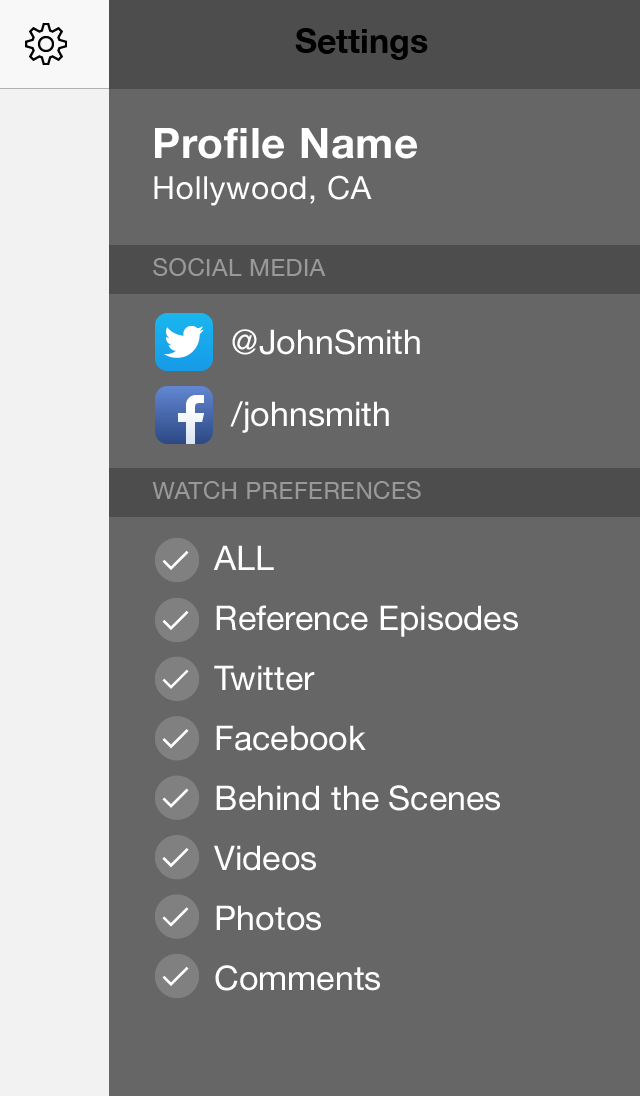 Settings
Profile Name
Hollywood, CA
SOCIAL MEDIA
@JohnSmith
/johnsmith
WATCH PREFERENCES
ALL
Reference Episodes
Twitter
Facebook
Behind the Scenes
Videos
Photos
Comments